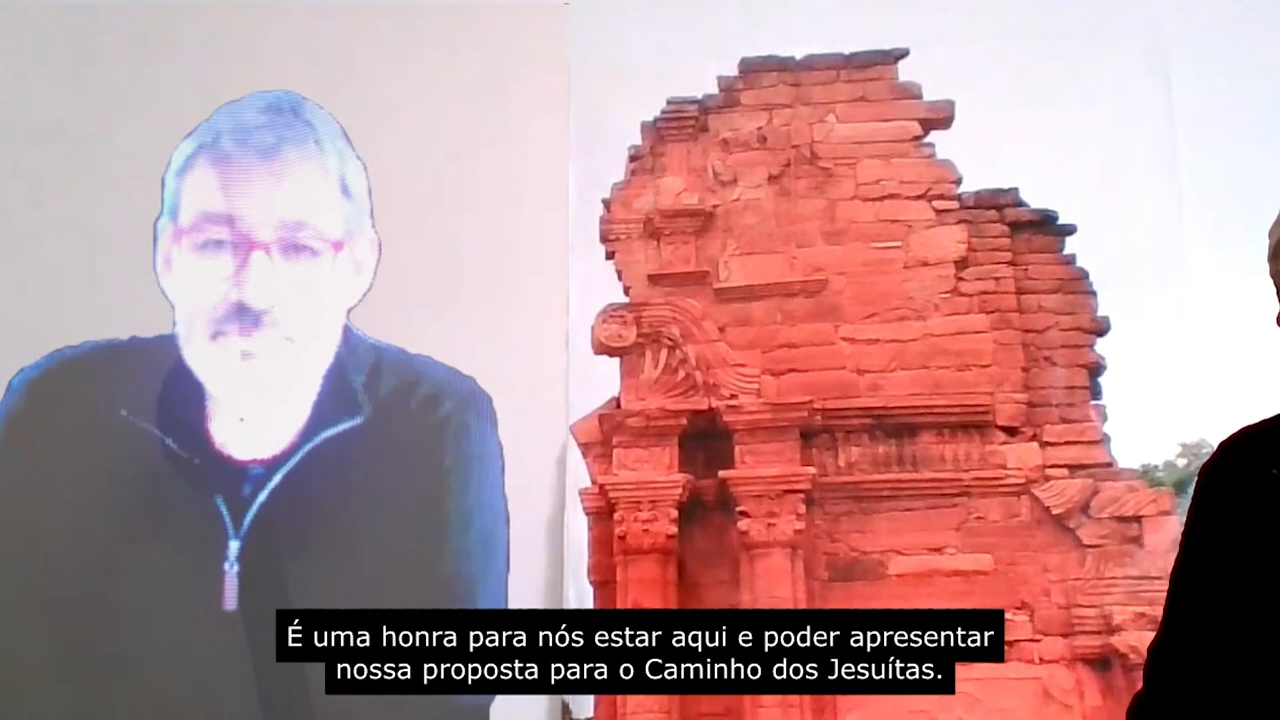 É uma honra para nós estar aqui e poder apresentar
nossa proposta para o Caminho dos Jesuítas.